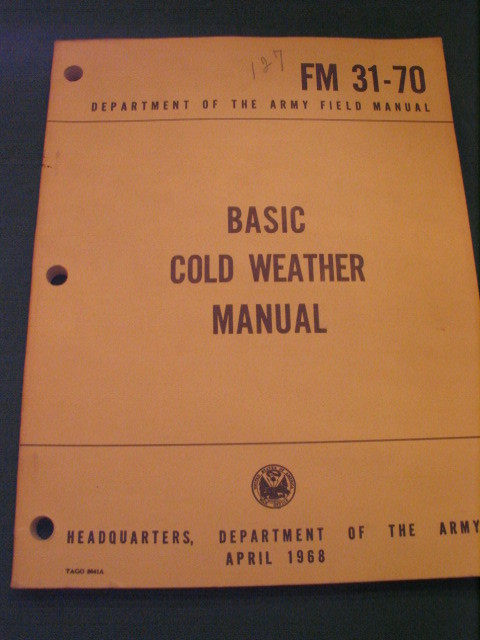 127
FM 31-70
DEPARTMENT OF THE ARMY FIELD MANUAL
BASIC
COLD WEATHER
MANUAL
HEADQUARTERS, DEPARTMENT OF THE ARMY
APRIL 1968